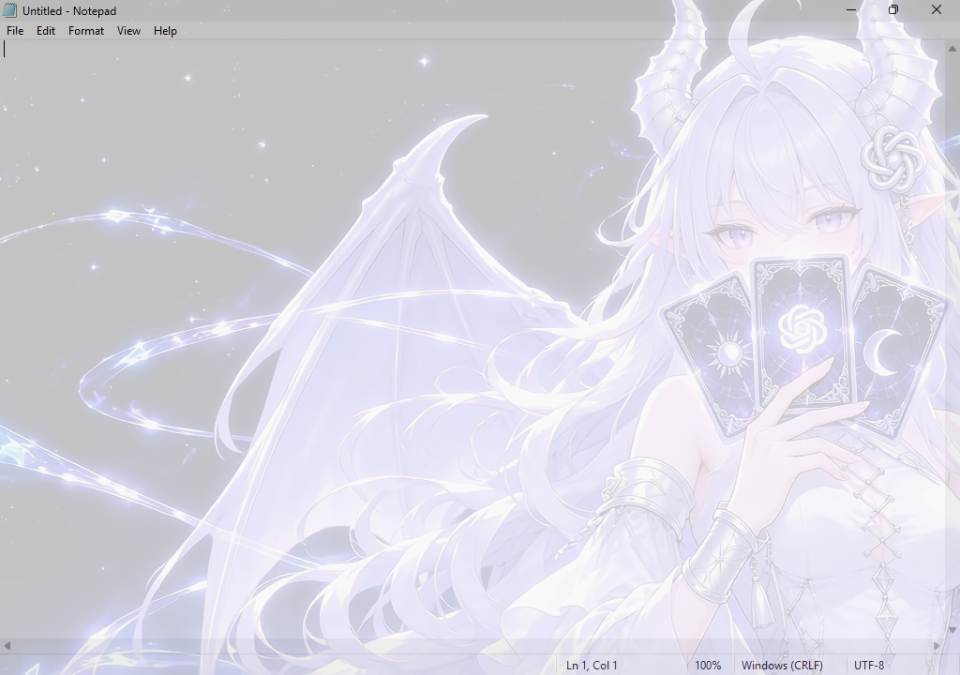 Untitled - Notepad
File Edit Format View Help
Ln 1, Col 1 100% Windows (CRLF) UTF-8